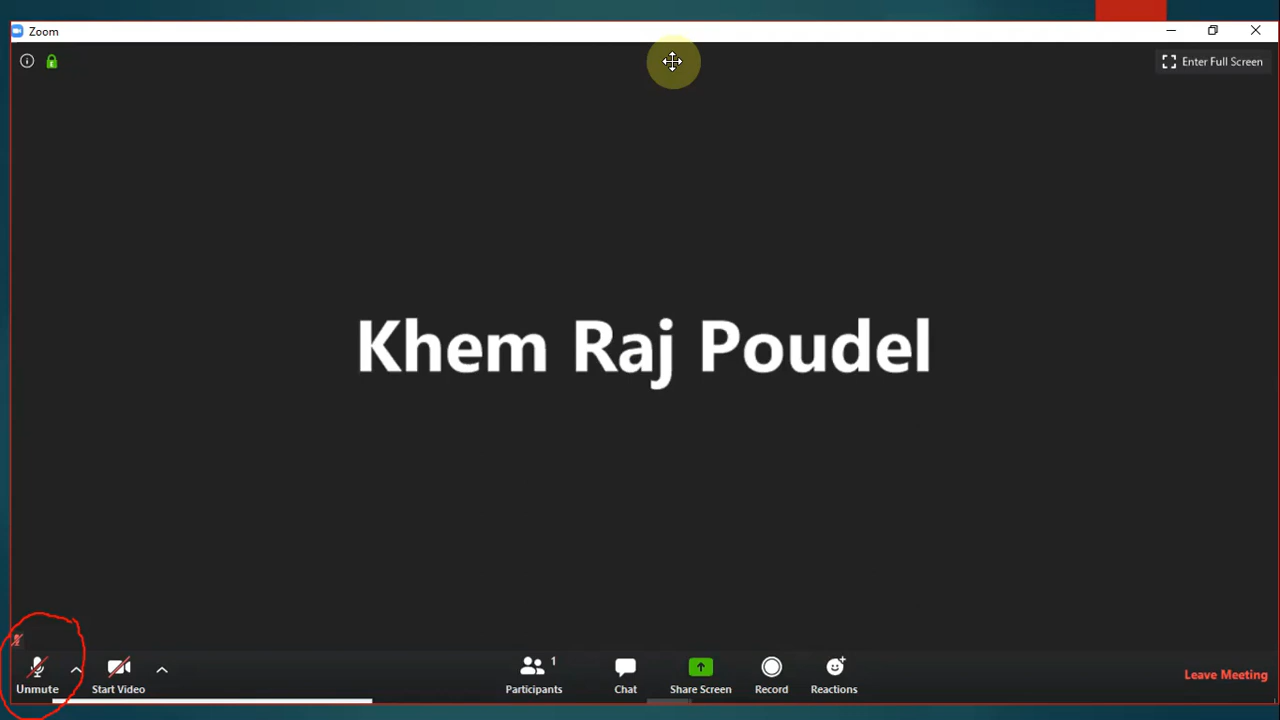 Zoom
Enter Full Screen
Khem Raj Poudel
Unmute
Start Video
Participants 1
Chat
Share Screen
Record
Reactions
Leave Meeting